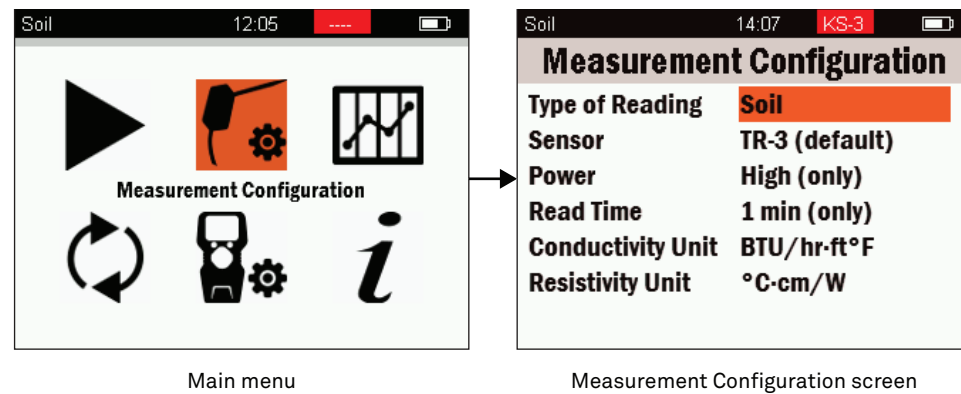 Soil 12:05 ----
Measurement Configuration
Main menu
Soil 14:07 KS-3
Measurement Configuration
Type of Reading Soil
Sensor TR-3 (default)
Power High (only)
Read Time 1 min (only)
Conductivity Unit BTU/hr·ft°F
Resistivity Unit °C·cm/W
Measurement Configuration screen